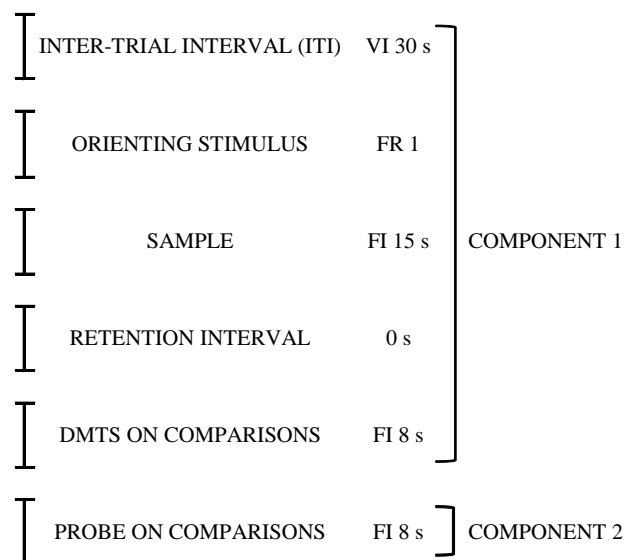 INTER-TRIAL INTERVAL (ITI) VI 30 s
ORIENTING STIMULUS FR 1
SAMPLE FI 15 s COMPONENT 1
RETENTION INTERVAL 0 s
DMTS ON COMPARISONS FI 8 s
PROBE ON COMPARISONS FI 8 s COMPONENT 2